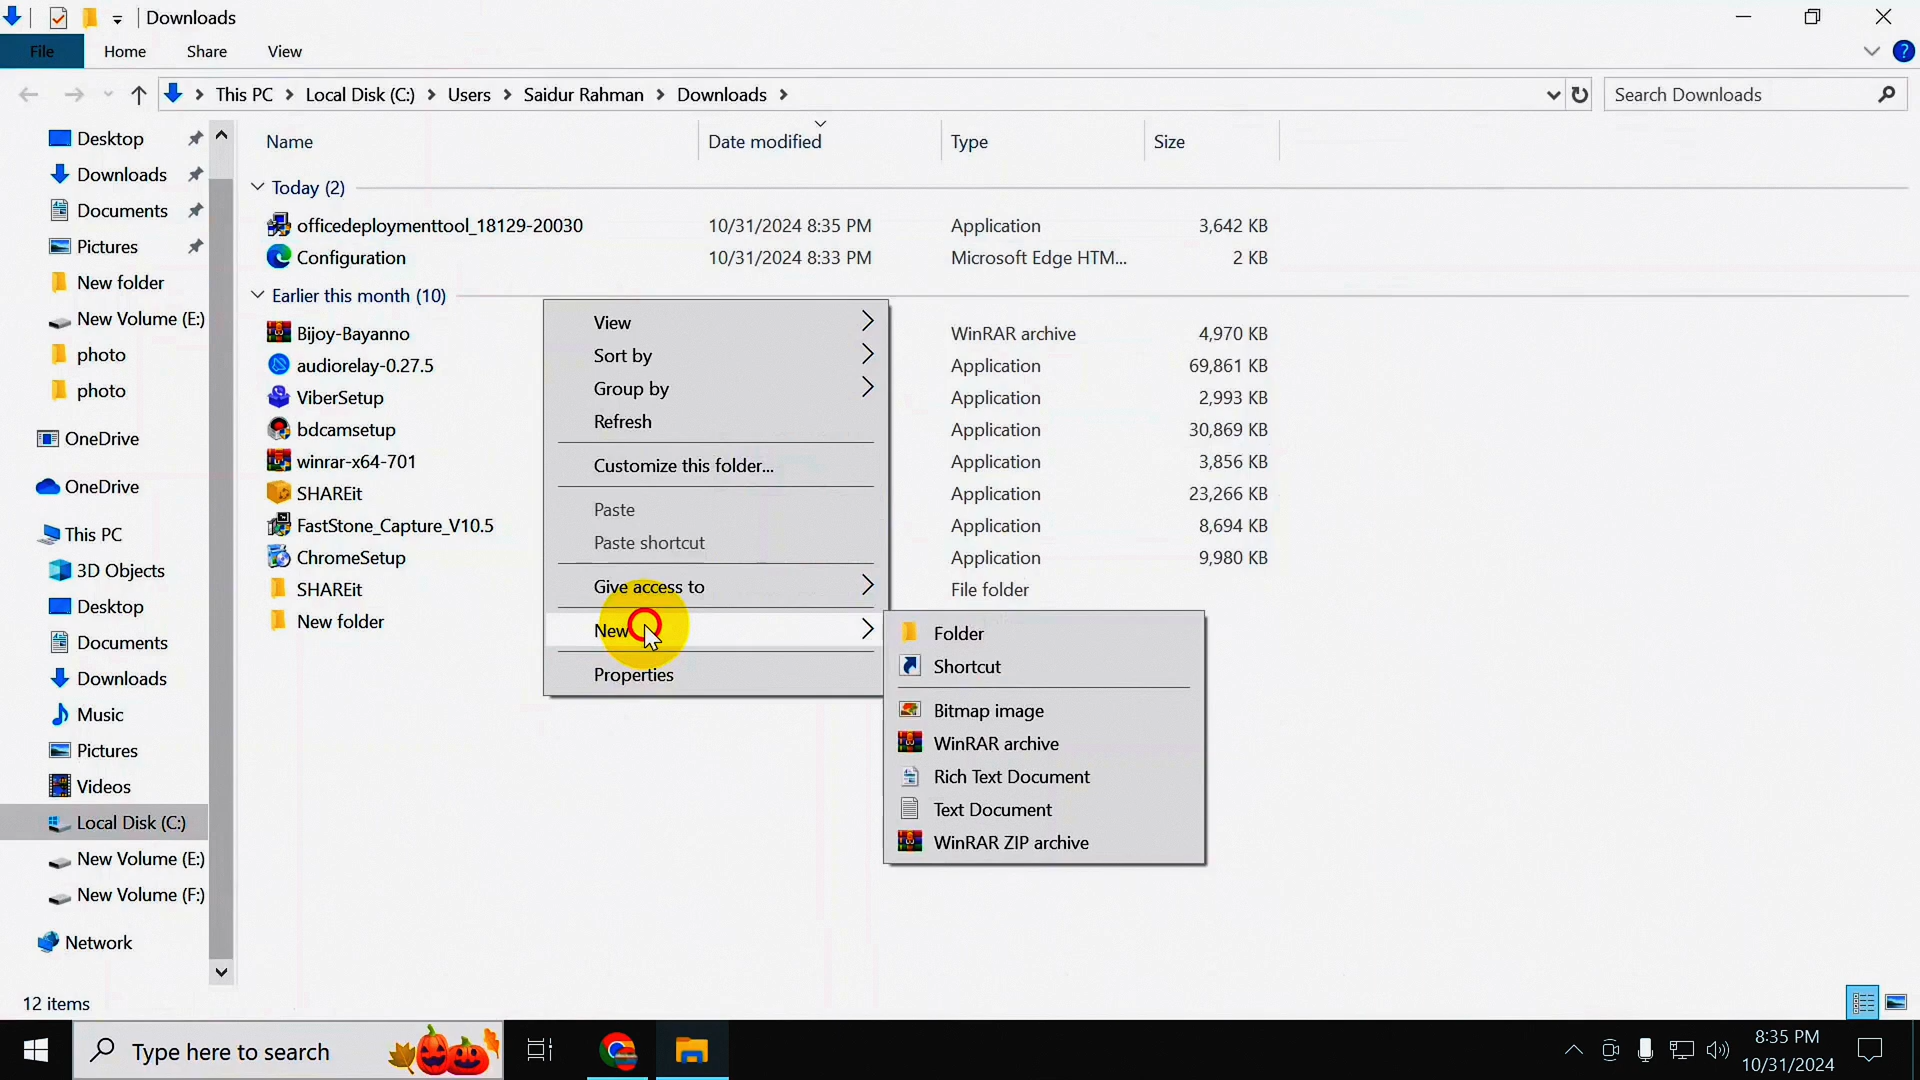 Downloads
File Home Share View
This PC Local Disk (C:) Users Saidur Rahman Downloads
Search Downloads
Desktop
Downloads
Documents
Pictures
New folder
New Volume (E:)
photo
photo
OneDrive
OneDrive
This PC
3D Objects
Desktop
Documents
Downloads
Music
Pictures
Videos
Local Disk (C:)
New Volume (E:)
New Volume (F:)
Network
Name Date modified Type Size
Today (2)
officedeploymenttool_18129-20030 10/31/2024 8:35 PM Application 3,642 KB
Configuration 10/31/2024 8:33 PM Microsoft Edge HTM... 2 KB
Earlier this month (10)
Bijoy-Bayanno WinRAR archive 4,970 KB
audiorelay-0.27.5 Application 69,861 KB
ViberSetup Application 2,993 KB
bdcamsetup Application 30,869 KB
winrar-x64-701 Application 3,856 KB
SHAREit Application 23,266 KB
FastStone_Capture_V10.5 Application 8,694 KB
ChromeSetup Application 9,980 KB
SHAREit File folder
New folder
View
Sort by
Group by
Refresh
Customize this folder...
Paste
Paste shortcut
Give access to
New
Properties
Folder
Shortcut
Bitmap image
WinRAR archive
Rich Text Document
Text Document
WinRAR ZIP archive
12 items
Type here to search
8:35 PM
10/31/2024